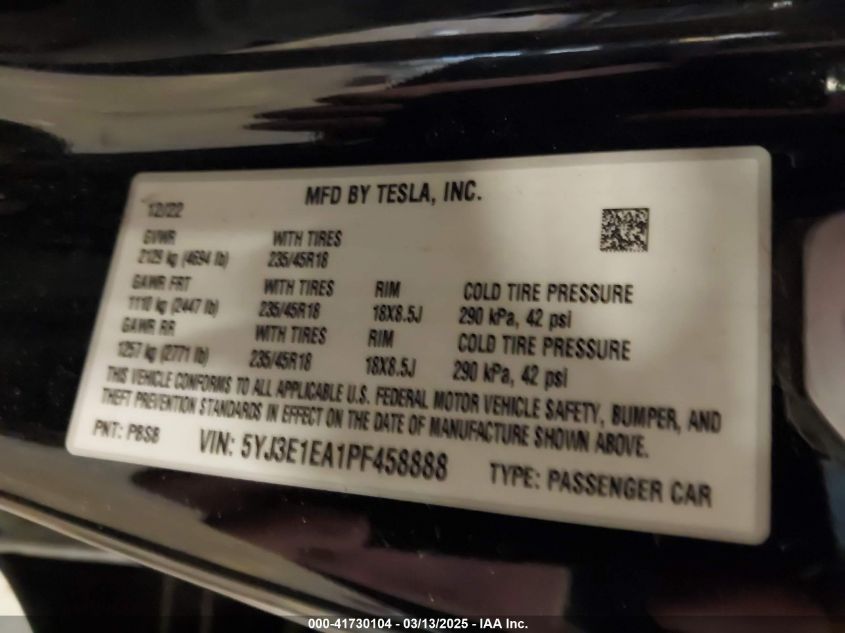 MFD BY TESLA, INC.
12/22
GVWR WITH TIRES
2129 kg (4694 lb) 235/45R18
GAWR FRT WITH TIRES RIM COLD TIRE PRESSURE
1110 kg (2447 lb) 235/45R18 18X8.5J 290 kPa, 42 psi
GAWR RR WITH TIRES RIM COLD TIRE PRESSURE
1257 kg (2771 lb) 235/45R18 18X8.5J 290 kPa, 42 psi
THIS VEHICLE CONFORMS TO ALL APPLICABLE U.S. FEDERAL MOTOR VEHICLE SAFETY, BUMPER, AND
THEFT PREVENTION STANDARDS IN EFFECT ON THE DATE OF MANUFACTURE SHOWN ABOVE.
PNT: PBSB VIN: 5YJ3E1EA1PF458888 TYPE: PASSENGER CAR
000-41730104 - 03/13/2025 - IAA Inc.